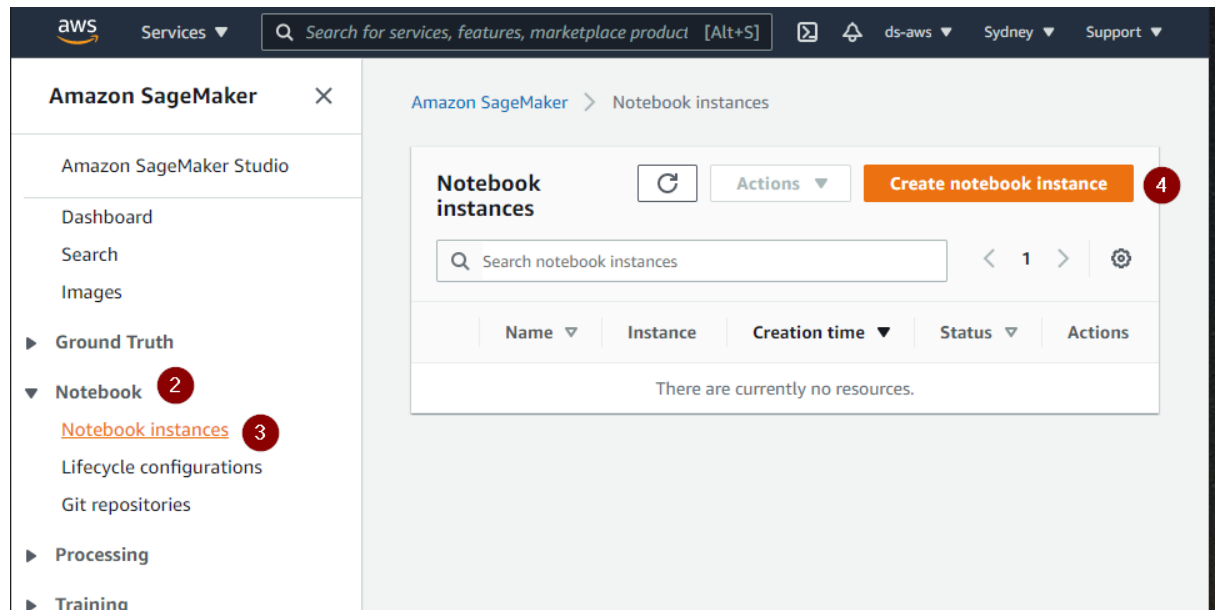 aws Services ▼ Search for services, features, marketplace product [Alt+S] ds-aws ▼ Sydney ▼ Support ▼
Amazon SageMaker
Amazon SageMaker Studio
Dashboard
Search
Images
Ground Truth
Notebook 2
Notebook instances 3
Lifecycle configurations
Git repositories
Processing
Training
Amazon SageMaker > Notebook instances
Notebook
instances
Actions ▼ Create notebook instance 4
Search notebook instances < 1 >
Name Instance Creation time ▼ Status Actions
There are currently no resources.